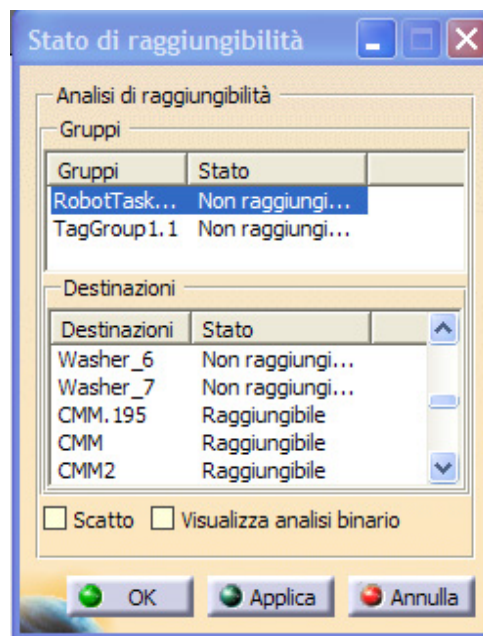 Stato di raggiungibilità
Analisi di raggiungibilità
Gruppi
Gruppi Stato
RobotTask... Non raggiungi...
TagGroup1.1 Non raggiungi...
Destinazioni
Destinazioni Stato
Washer_6 Non raggiungi...
Washer_7 Non raggiungi...
CMM.195 Raggiungibile
CMM Raggiungibile
CMM2 Raggiungibile
Scatto Visualizza analisi binario
OK Applica Annulla